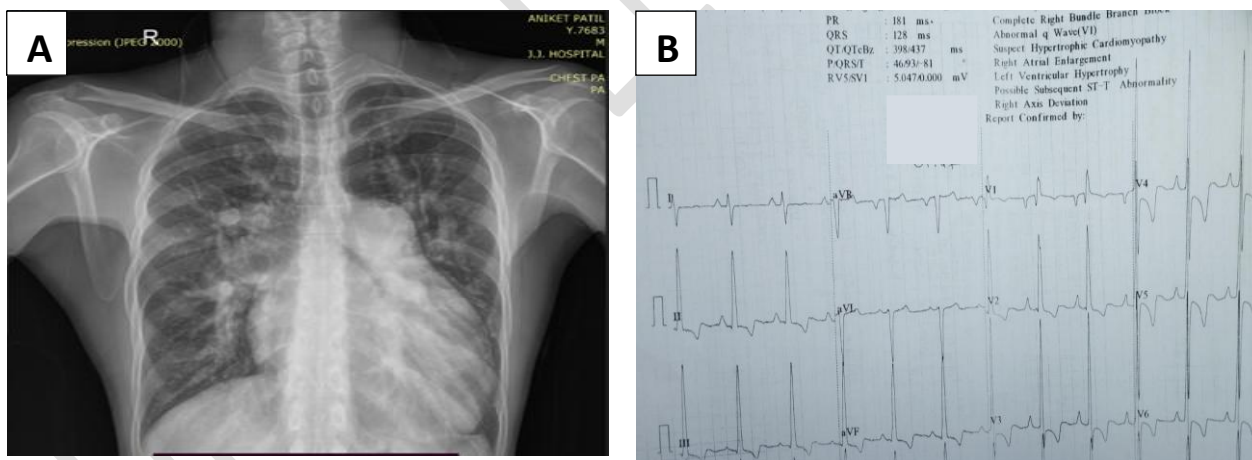 A
pression (JPEG 2000)
R
ANIKET PATIL
Y.7683
M
J.J. HOSPITAL
CHEST PA
PA
B
PR : 181 ms
QRS : 128 ms
QT/QTcBz : 398/437 ms
P/QRS/T : 46/93/-81 °
RV5/SV1 : 5.047/0.000 mV
Complete Right Bundle Branch Block
Abnormal q Wave(V1)
Suspect Hypertrophic Cardiomyopathy
Right Atrial Enlargement
Left Ventricular Hypertrophy
Possible Subsequent ST-T Abnormality
Right Axis Deviation
Report Confirmed by:
I
aVR
V1
V4
II
aVL
V2
V5
III
aVF
V3
V6